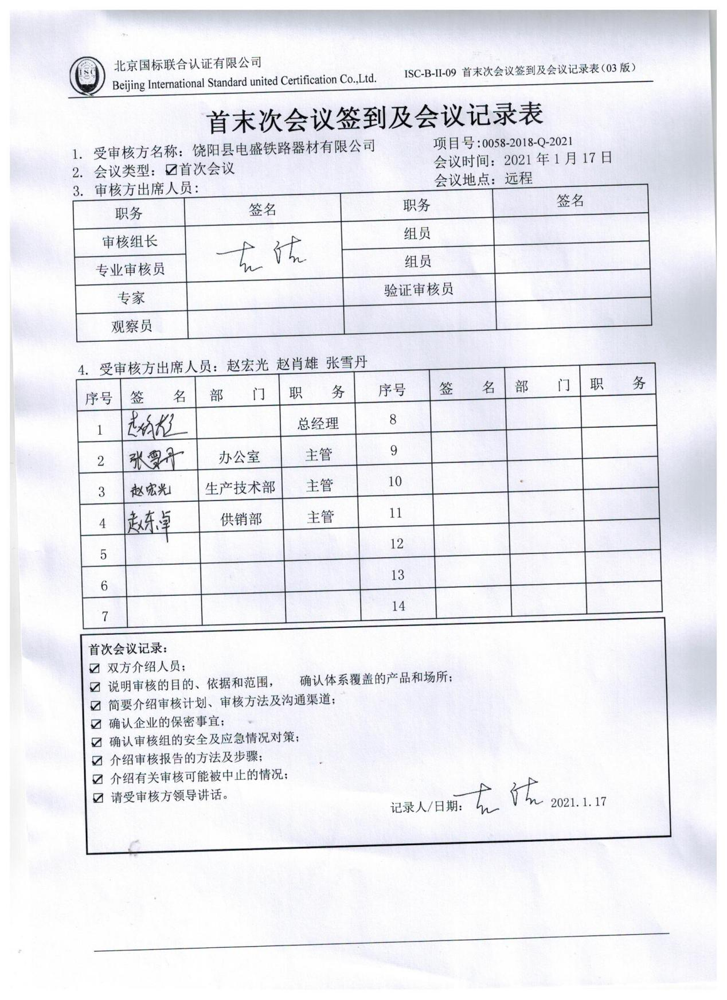 ISC
北京国标联合认证有限公司
Beijing International Standard united Certification Co.,Ltd.
ISC-B-II-09 首末次会议签到及会议记录表(03 版)
首末次会议签到及会议记录表
1. 受审核方名称：饶阳县电盛铁路器材有限公司
项目号:0058-2018-Q-2021
2. 会议类型：☑首次会议
会议时间：2021 年 1 月 17 日
3. 审核方出席人员：
会议地点：远程
职务 签名 职务 签名
审核组长 组员
专业审核员 组员
专家 验证审核员
观察员
4. 受审核方出席人员：赵宏光 赵肖雄 张雪丹
序号 签 名 部 门 职 务 序号 签 名 部 门 职 务
1 总经理 8
2 张雪丹 办公室 主管 9
3 赵宏光 生产技术部 主管 10
4 赵东卓 供销部 主管 11
5 12
6 13
7 14
首次会议记录：
☑ 双方介绍人员；
☑ 说明审核的目的、依据和范围， 确认体系覆盖的产品和场所；
☑ 简要介绍审核计划、审核方法及沟通渠道；
☑ 确认企业的保密事宜；
☑ 确认审核组的安全及应急情况对策；
☑ 介绍审核报告的方法及步骤；
☑ 介绍有关审核可能被中止的情况；
☑ 请受审核方领导讲话。
记录人/日期： 2021.1.17